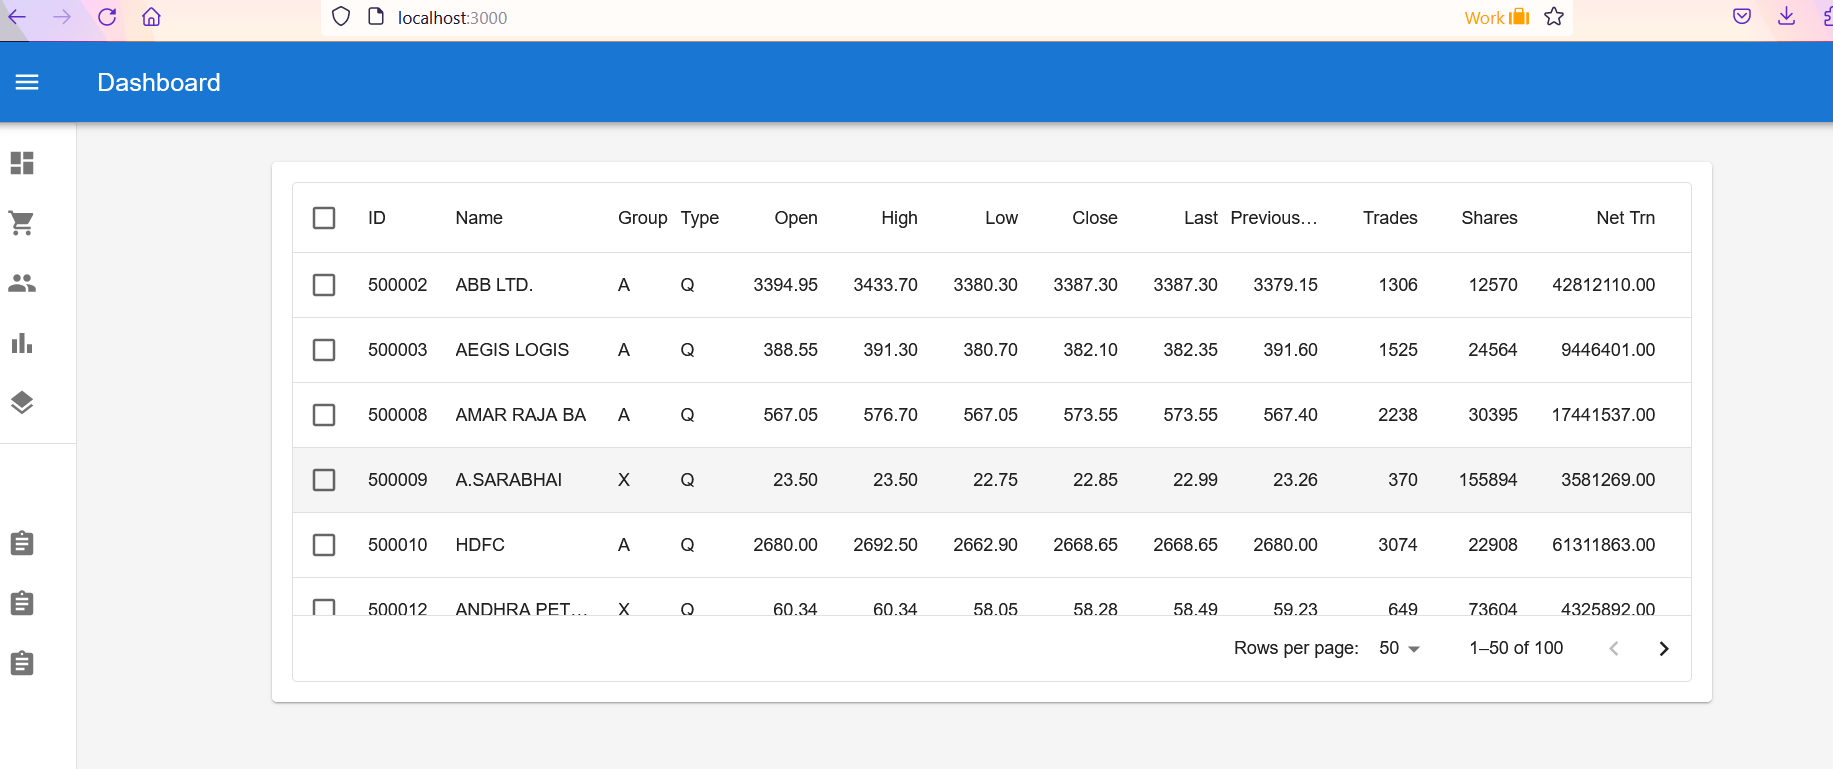 localhost:3000 Work
Dashboard
ID Name Group Type Open High Low Close Last Previous… Trades Shares Net Trn
500002 ABB LTD. A Q 3394.95 3433.70 3380.30 3387.30 3387.30 3379.15 1306 12570 42812110.00
500003 AEGIS LOGIS A Q 388.55 391.30 380.70 382.10 382.35 391.60 1525 24564 9446401.00
500008 AMAR RAJA BA A Q 567.05 576.70 567.05 573.55 573.55 567.40 2238 30395 17441537.00
500009 A.SARABHAI X Q 23.50 23.50 22.75 22.85 22.99 23.26 370 155894 3581269.00
500010 HDFC A Q 2680.00 2692.50 2662.90 2668.65 2668.65 2680.00 3074 22908 61311863.00
500012 ANDHRA PET… X Q 60.34 60.34 58.05 58.28 58.49 59.23 649 73604 4325892.00
Rows per page: 50 1–50 of 100